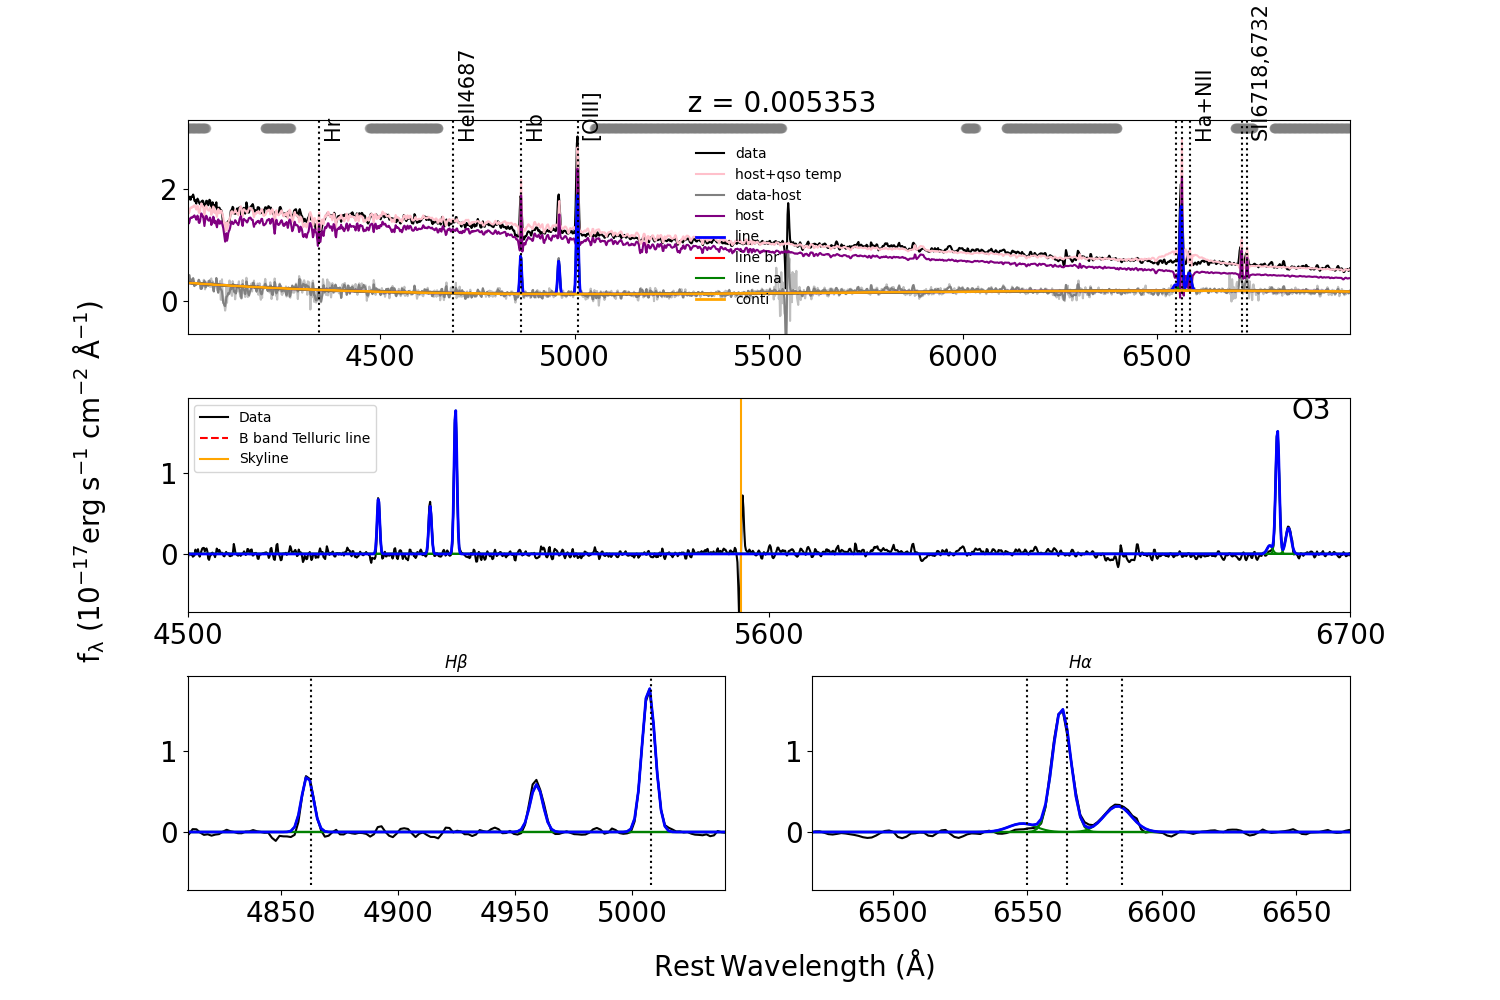 z = 0.005353
Hr
HeII4687
Hb
[OIII]
Ha+NII
SII6718,6732
data
host+qso temp
data-host
host
line
line br
line na
conti
2
0
4500 5000 5500 6000 6500
O3
Data
B band Telluric line
Skyline
1
0
4500 5600 6700
fλ (10⁻¹⁷erg s⁻¹ cm⁻² Å⁻¹)
Hβ
1
0
4850 4900 4950 5000
Hα
1
0
6500 6550 6600 6650
Rest Wavelength (Å)